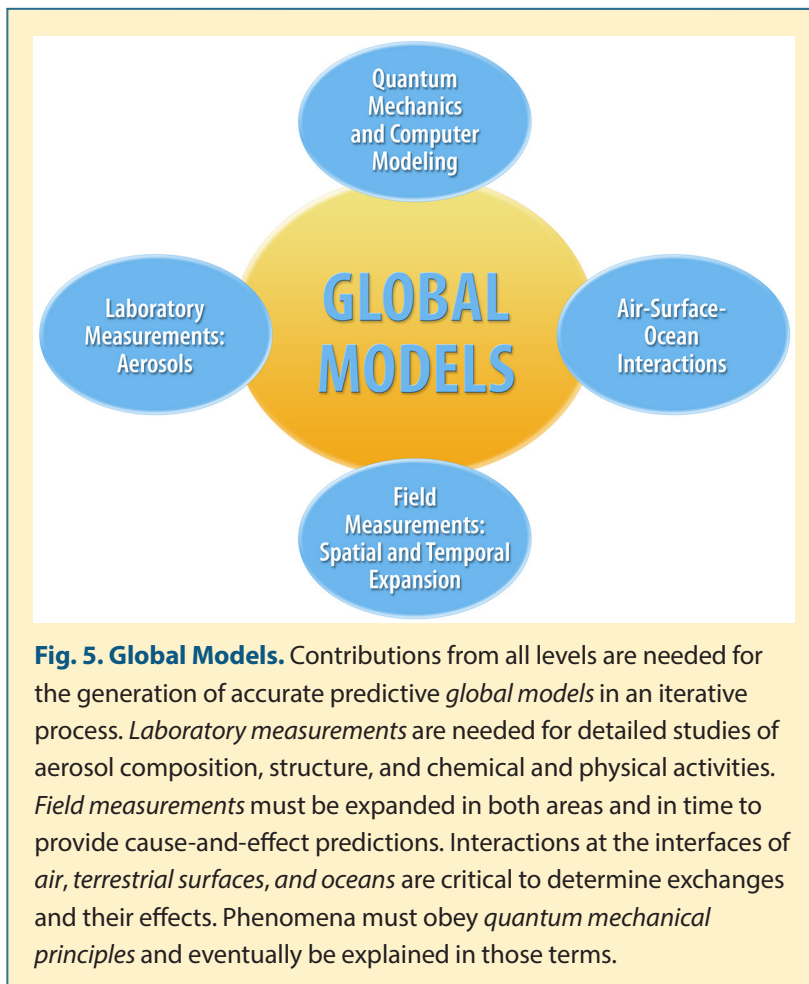 Quantum
Mechanics
and Computer
Modeling
Laboratory
Measurements:
Aerosols
GLOBAL
MODELS
Air-Surface-
Ocean
Interactions
Field
Measurements:
Spatial and Temporal
Expansion
Fig. 5. Global Models. Contributions from all levels are needed for
the generation of accurate predictive global models in an iterative
process. Laboratory measurements are needed for detailed studies of
aerosol composition, structure, and chemical and physical activities.
Field measurements must be expanded in both areas and in time to
provide cause-and-effect predictions. Interactions at the interfaces of
air, terrestrial surfaces, and oceans are critical to determine exchanges
and their effects. Phenomena must obey quantum mechanical
principles and eventually be explained in those terms.